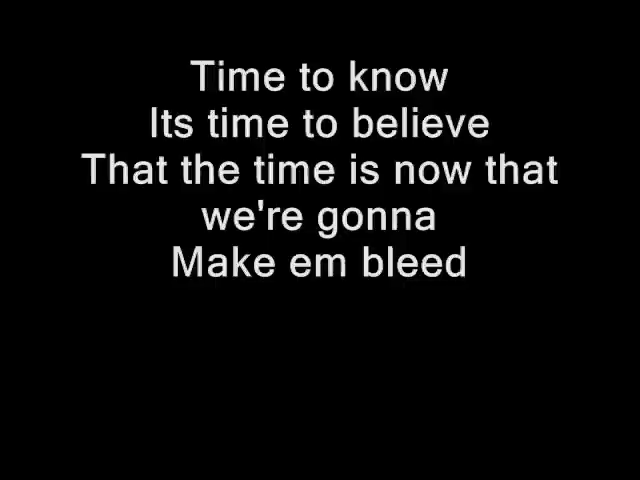 Time to know
Its time to believe
That the time is now that
we're gonna
Make em bleed